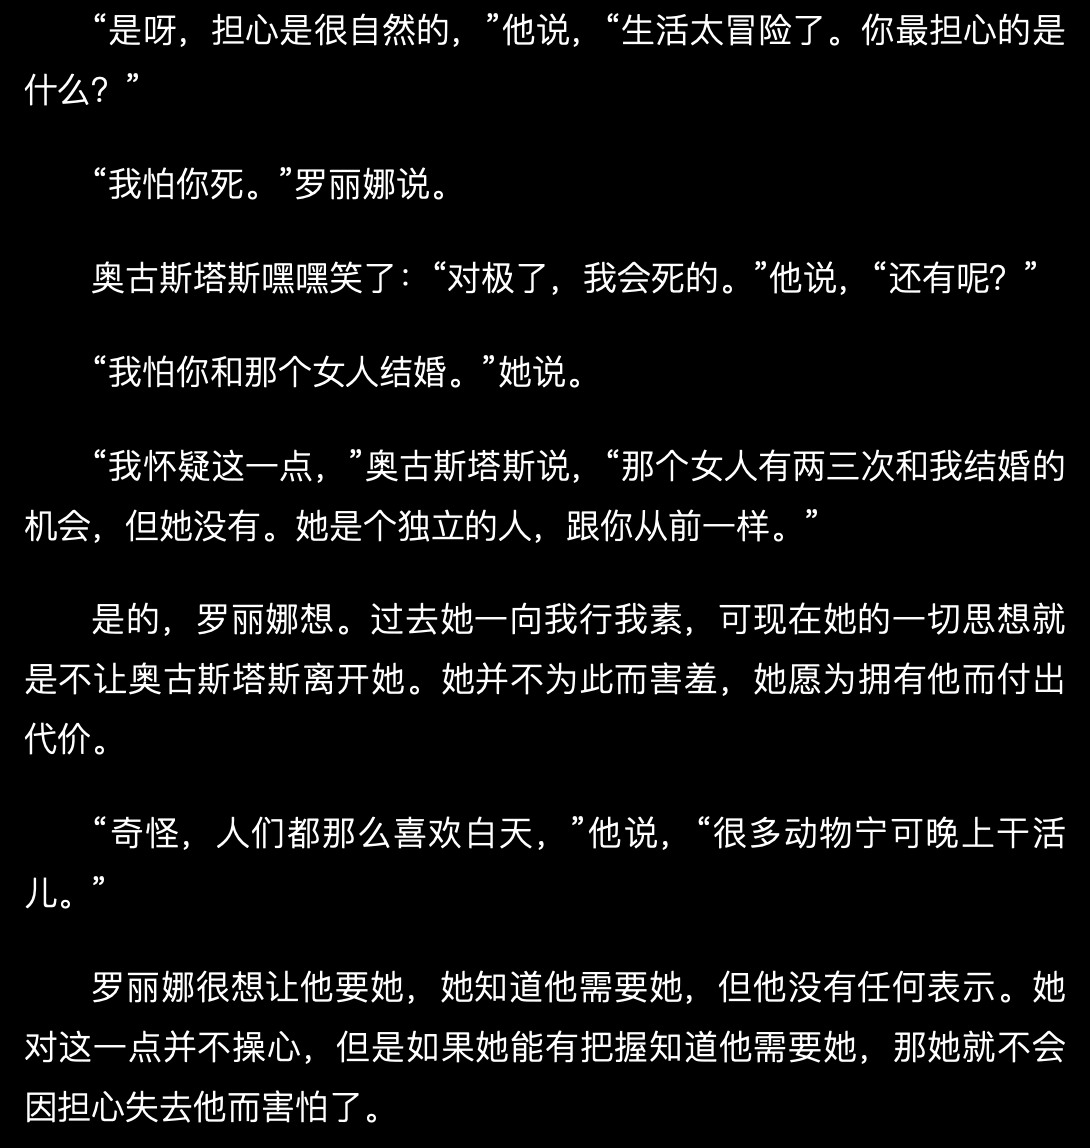 “是呀，担心是很自然的，”他说，“生活太冒险了。你最担心的是
什么？”
“我怕你死。”罗丽娜说。
奥古斯塔斯嘿嘿笑了：“对极了，我会死的。”他说，“还有呢？”
“我怕你和那个女人结婚。”她说。
“我怀疑这一点，”奥古斯塔斯说，“那个女人有两三次和我结婚的
机会，但她没有。她是个独立的人，跟你从前一样。”
是的，罗丽娜想。过去她一向我行我素，可现在她的一切思想就
是不让奥古斯塔斯离开她。她并不为此而害羞，她愿为拥有他而付出
代价。
“奇怪，人们都那么喜欢白天，”他说，“很多动物宁可晚上干活
儿。”
罗丽娜很想让他要她，她知道他需要她，但他没有任何表示。她
对这一点并不操心，但是如果她能有把握知道他需要她，那她就不会
因担心失去他而害怕了。